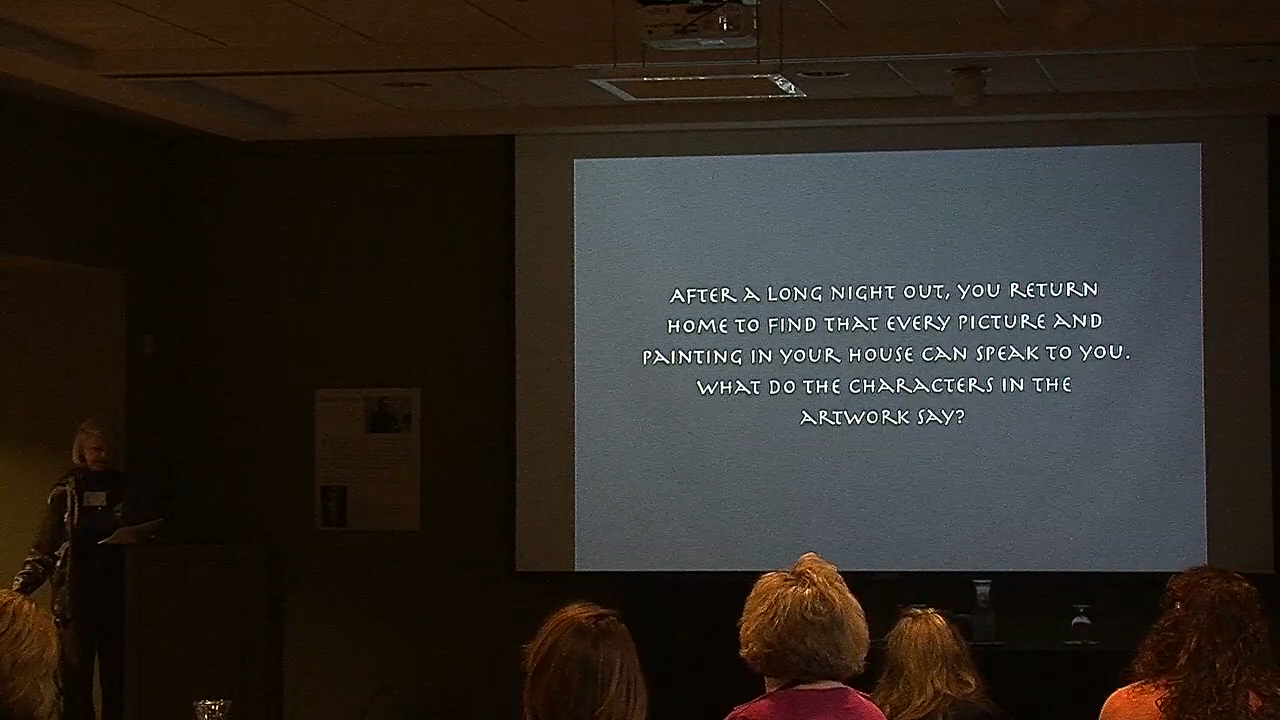 AFTER A LONG NIGHT OUT, YOU RETURN
HOME TO FIND THAT EVERY PICTURE AND
PAINTING IN YOUR HOUSE CAN SPEAK TO YOU.
WHAT DO THE CHARACTERS IN THE
ARTWORK SAY?